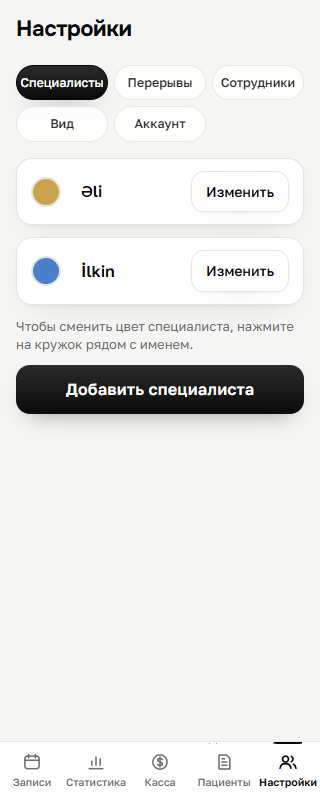 Настройки
Специалисты
Перерывы
Сотрудники
Вид
Аккаунт
Əli
Изменить
İlkin
Изменить
Чтобы сменить цвет специалиста, нажмите
на кружок рядом с именем.
Добавить специалиста
Записи
Статистика
Касса
Пациенты
Настройки